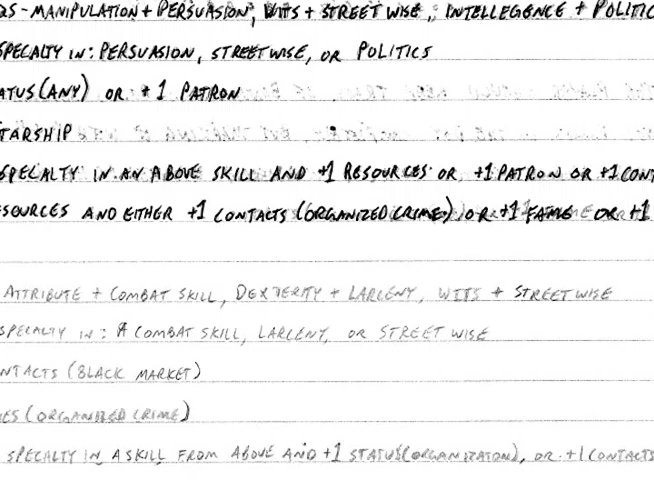 QS - MANIPULATION + PERSUASION, WITS + STREET WISE, INTELLEGENCE + POLITIC
SPECALTY IN: PERSUASION, STREETWISE, OR POLITICS
ATUS (ANY) OR +1 PATRON
TARSHIP
SPECALTY IN AN ABOVE SKILL AND +1 RESOURCES OR +1 PATRON OR +1 CONT
SOURCES AND EITHER +1 CONTACTS (ORGANIZED CRIME) OR +1 FAME OR +1
ATTRIBUTE + COMBAT SKILL, DEXTERITY + LARCENY, WITS + STREETWISE
SPECALTY IN: A COMBAT SKILL, LARCENY, OR STREET WISE
NTACTS (BLACK MARKET)
ES (ORGANIZED CRIME)
SPECALTY IN A SKILL FROM ABOVE AND +1 STATUS (ORGANIZATION), OR +1 CONTACTS